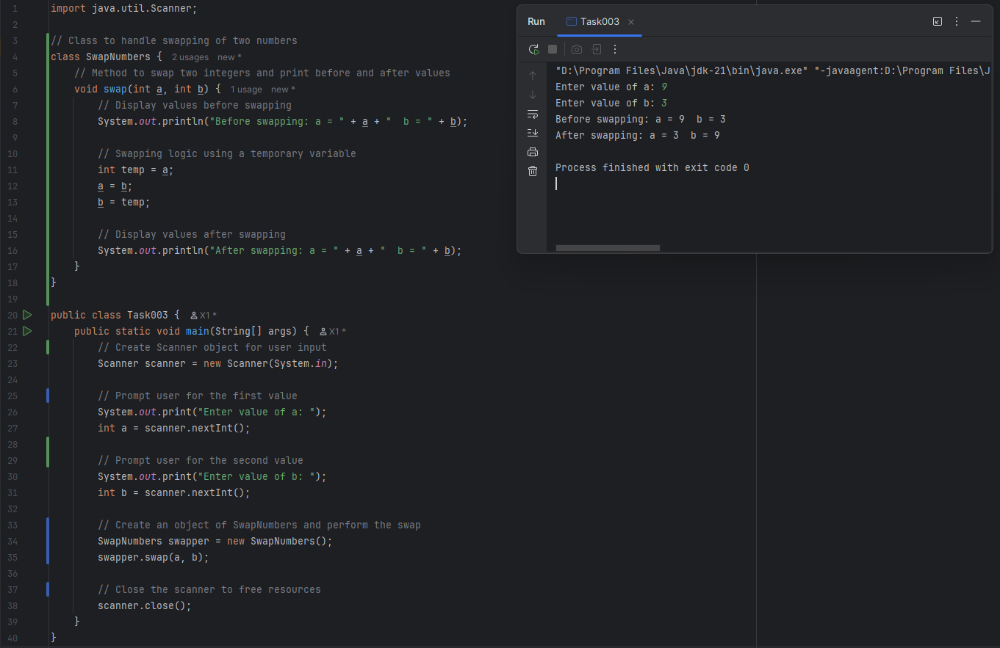 1 import java.util.Scanner;
2
3 // Class to handle swapping of two numbers
4 class SwapNumbers { 2 usages new *
5 // Method to swap two integers and print before and after values
6 void swap(int a, int b) { 1 usage new *
7 // Display values before swapping
8 System.out.println("Before swapping: a = " + a + "  b = " + b);
9
10 // Swapping logic using a temporary variable
11 int temp = a;
12 a = b;
13 b = temp;
14
15 // Display values after swapping
16 System.out.println("After swapping: a = " + a + "  b = " + b);
17 }
18 }
19
20 public class Task003 { X1 *
21 public static void main(String[] args) { X1 *
22 // Create Scanner object for user input
23 Scanner scanner = new Scanner(System.in);
24
25 // Prompt user for the first value
26 System.out.print("Enter value of a: ");
27 int a = scanner.nextInt();
28
29 // Prompt user for the second value
30 System.out.print("Enter value of b: ");
31 int b = scanner.nextInt();
32
33 // Create an object of SwapNumbers and perform the swap
34 SwapNumbers swapper = new SwapNumbers();
35 swapper.swap(a, b);
36
37 // Close the scanner to free resources
38 scanner.close();
39 }
40 }
Run Task003
"D:\Program Files\Java\jdk-21\bin\java.exe" "-javaagent:D:\Program Files\J
Enter value of a: 9
Enter value of b: 3
Before swapping: a = 9  b = 3
After swapping: a = 3  b = 9
Process finished with exit code 0